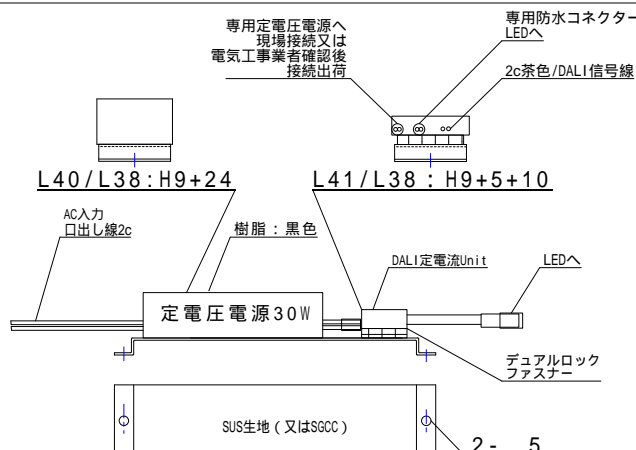 専用定電圧電源へ
現場接続又は
電気工事業者確認後
接続出荷
専用防水コネクター
LEDへ
2c茶色/DALI信号線
L40/L38:H9+24
L41/L38：H9+5+10
AC入力
口出し線2c
樹脂：黒色
DALI定電流Unit
LEDへ
定電圧電源30W
デュアルロック
ファスナー
SUS生地(又はSGCC)
2- 5